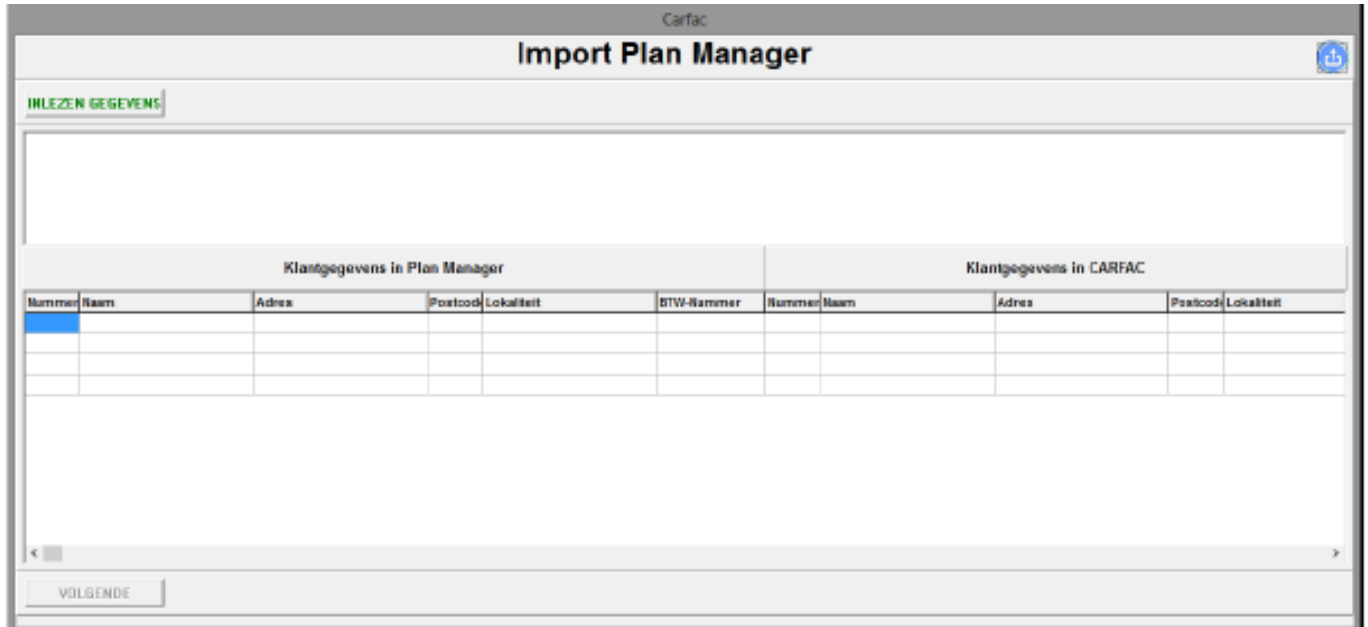 Carfac
Import Plan Manager
INLEZEN GEGEVENS
Klantgegevens in Plan Manager Klantgegevens in CARFAC
Nummer Naam Adres Postcode Lokaliteit BTW-Nummer Nummer Naam Adres Postcode Lokaliteit
VOLGENDE